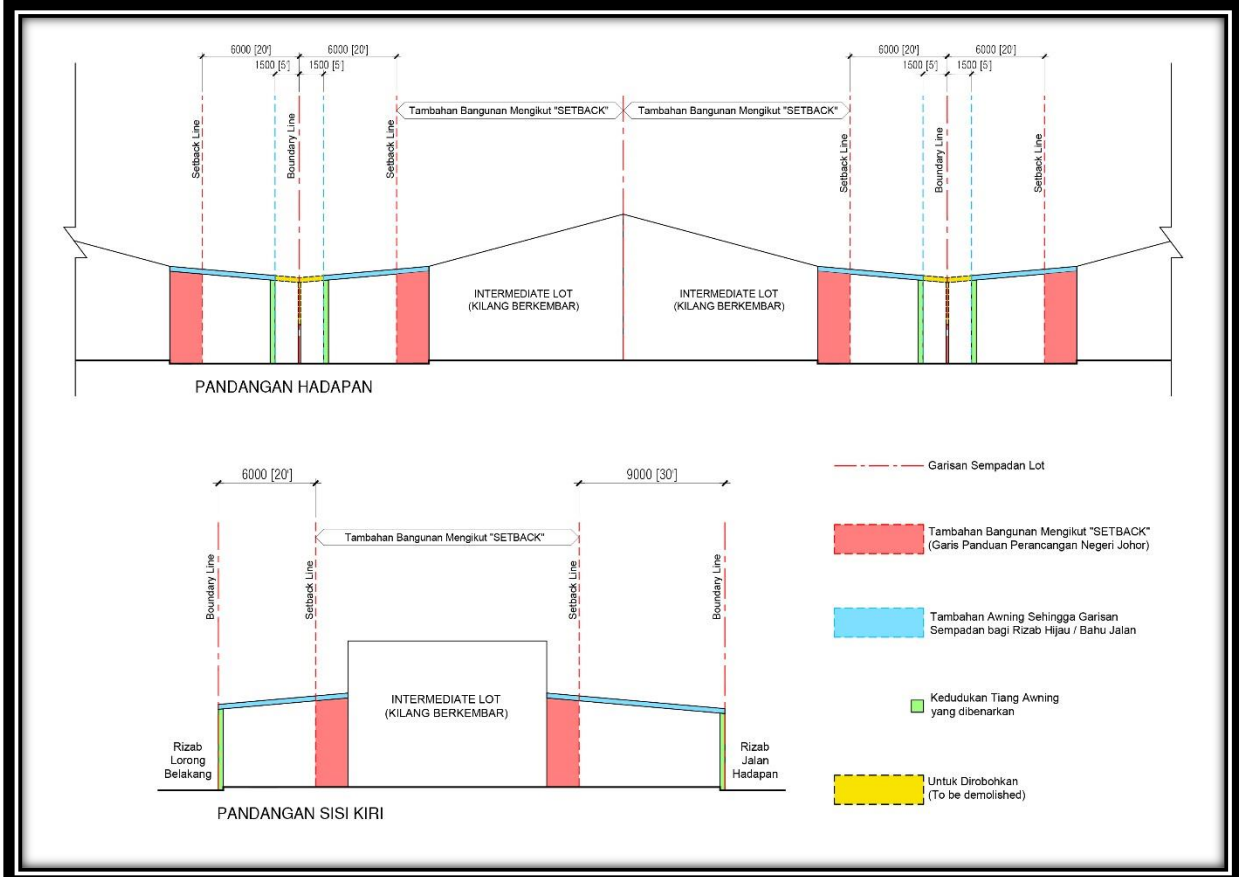 6000 [20'] 6000 [20'] 6000 [20'] 6000 [20']
1500 [5'] 1500 [5'] 1500 [5'] 1500 [5']
Tambahan Bangunan Mengikut "SETBACK" Tambahan Bangunan Mengikut "SETBACK"
Setback Line
Boundary Line
Setback Line
Setback Line
Boundary Line
Setback Line
INTERMEDIATE LOT
(KILANG BERKEMBAR)
INTERMEDIATE LOT
(KILANG BERKEMBAR)
PANDANGAN HADAPAN
6000 [20'] 9000 [30']
Tambahan Bangunan Mengikut "SETBACK"
Boundary Line
Setback Line
Setback Line
Boundary Line
INTERMEDIATE LOT
(KILANG BERKEMBAR)
Rizab
Lorong
Belakang
Rizab
Jalan
Hadapan
PANDANGAN SISI KIRI
Garisan Sempadan Lot
Tambahan Bangunan Mengikut "SETBACK"
(Garis Panduan Perancangan Negeri Johor)
Tambahan Awning Sehingga Garisan
Sempadan bagi Rizab Hijau / Bahu Jalan
Kedudukan Tiang Awning
yang dibenarkan
Untuk Dirobohkan
(To be demolished)